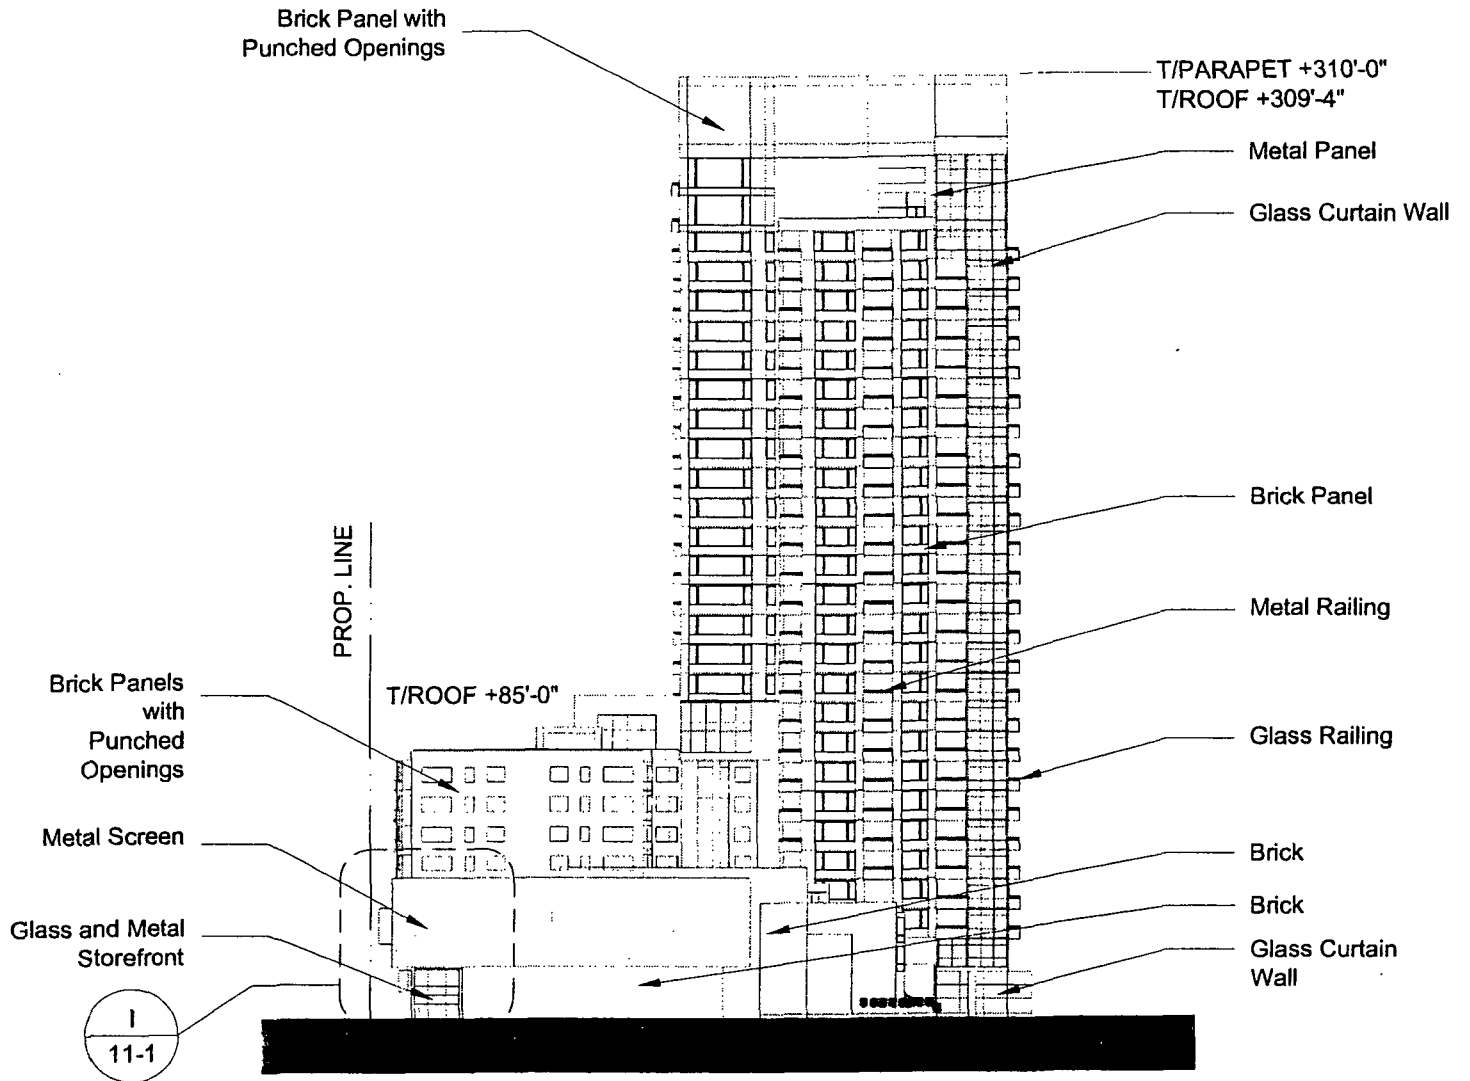 Brick Panel with
Punched Openings
T/PARAPET +310'-0"
T/ROOF +309'-4"
Metal Panel
Glass Curtain Wall
Brick Panel
PROP. LINE
Metal Railing
Brick Panels
with
Punched
Openings
T/ROOF +85'-0"
Glass Railing
Metal Screen
Brick
Brick
Glass and Metal
Storefront
Glass Curtain
Wall
I
11-1